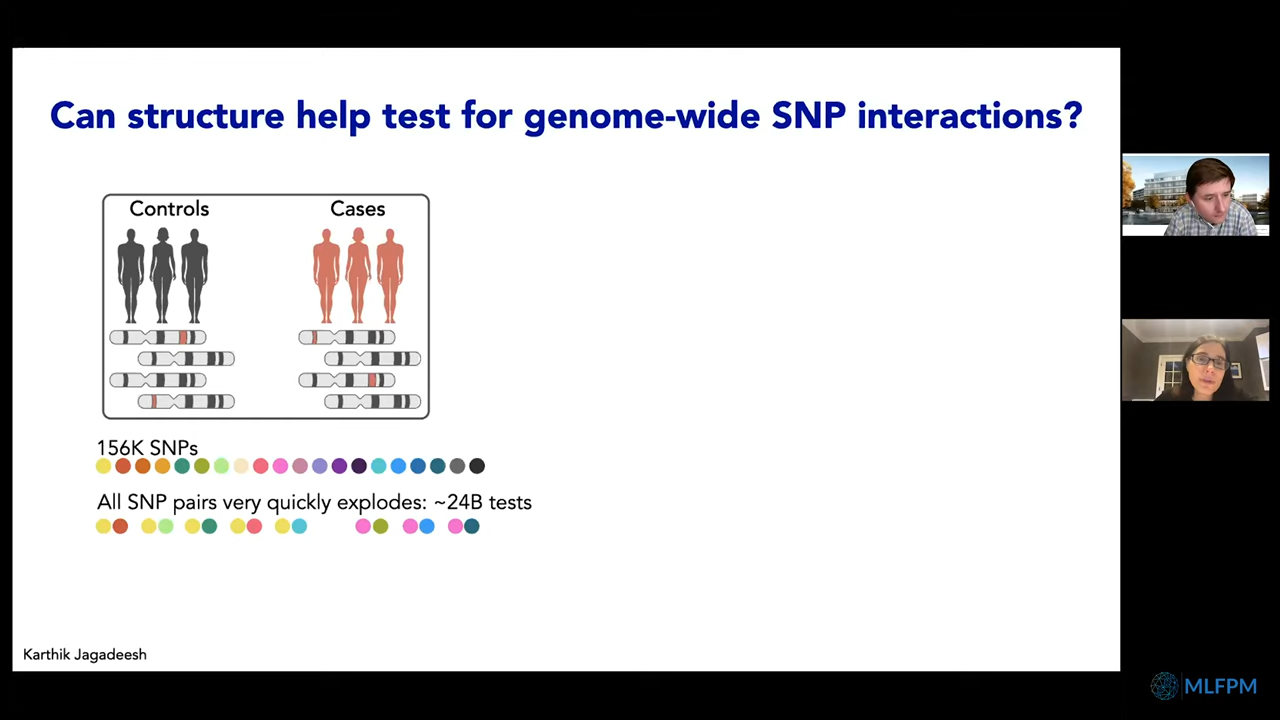 Can structure help test for genome-wide SNP interactions?
Controls
Cases
156K SNPs
All SNP pairs very quickly explodes: ~24B tests
Karthik Jagadeesh
MLFPM